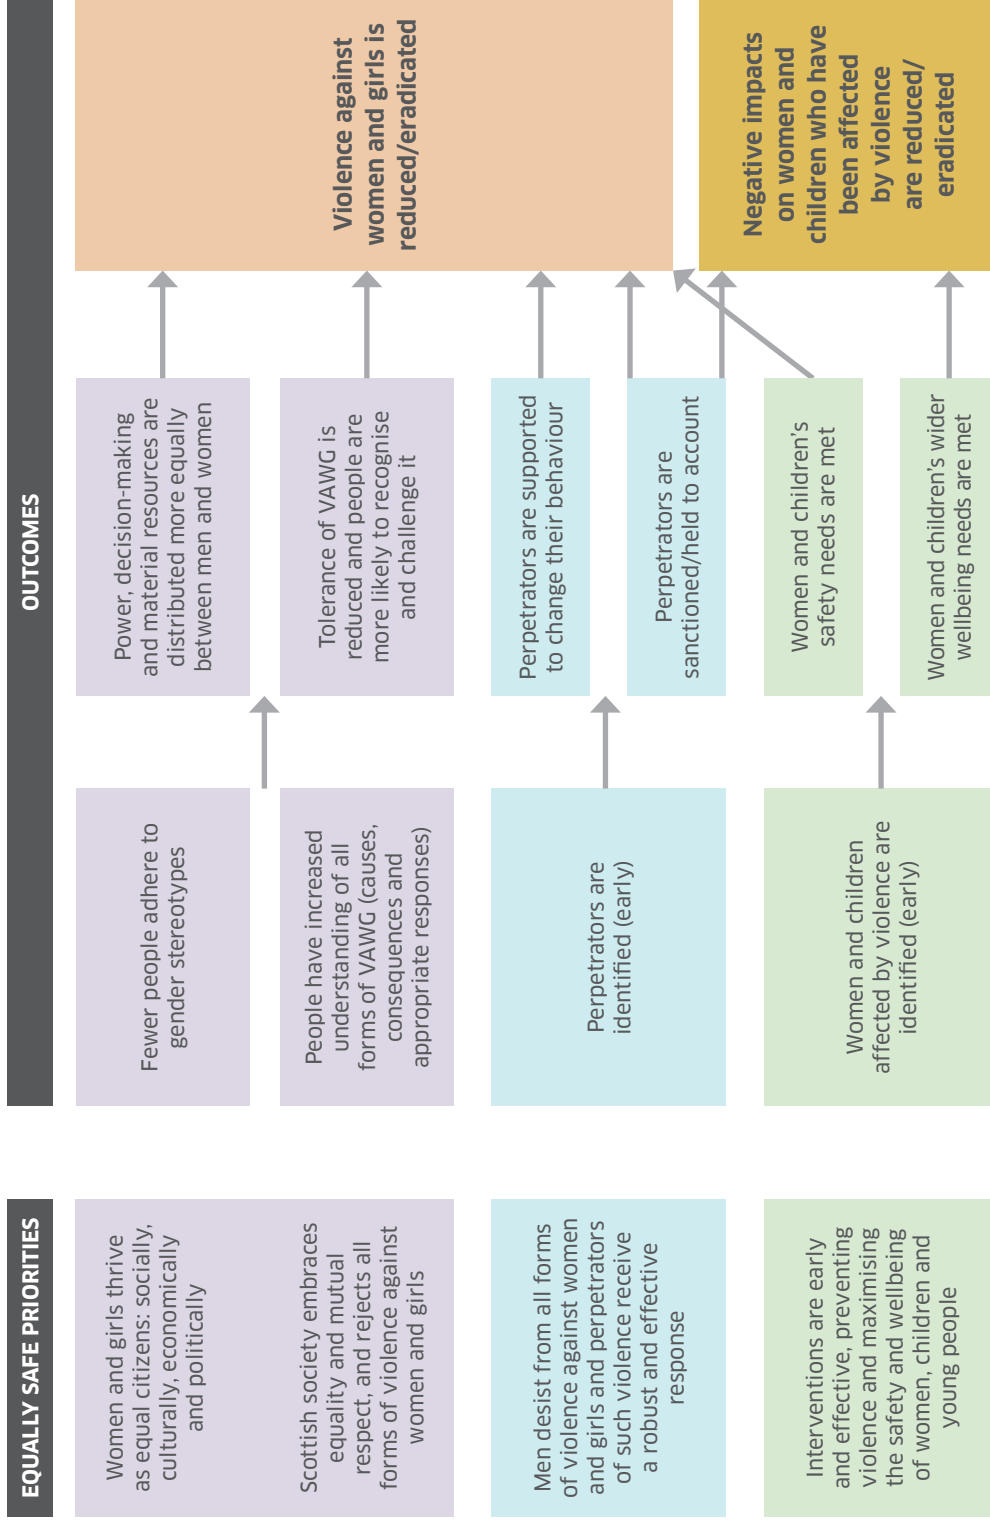 EQUALLY SAFE PRIORITIES
OUTCOMES
Women and girls thrive
as equal citizens: socially,
culturally, economically
and politically
Scottish society embraces
equality and mutual
respect, and rejects all
forms of violence against
women and girls
Fewer people adhere to
gender stereotypes
People have increased
understanding of all
forms of VAWG (causes,
consequences and
appropriate responses)
Power, decision-making
and material resources are
distributed more equally
between men and women
Tolerance of VAWG is
reduced and people are
more likely to recognise
and challenge it
Violence against
women and girls is
reduced/eradicated
Men desist from all forms
of violence against women
and girls and perpetrators
of such violence receive
a robust and effective
response
Perpetrators are
identified (early)
Perpetrators are supported
to change their behaviour
Perpetrators are
sanctioned/held to account
Interventions are early
and effective, preventing
violence and maximising
the safety and wellbeing
of women, children and
young people
Women and children
affected by violence are
identified (early)
Women and children's
safety needs are met
Women and children's wider
wellbeing needs are met
Negative impacts
on women and
children who have
been affected
by violence
are reduced/
eradicated